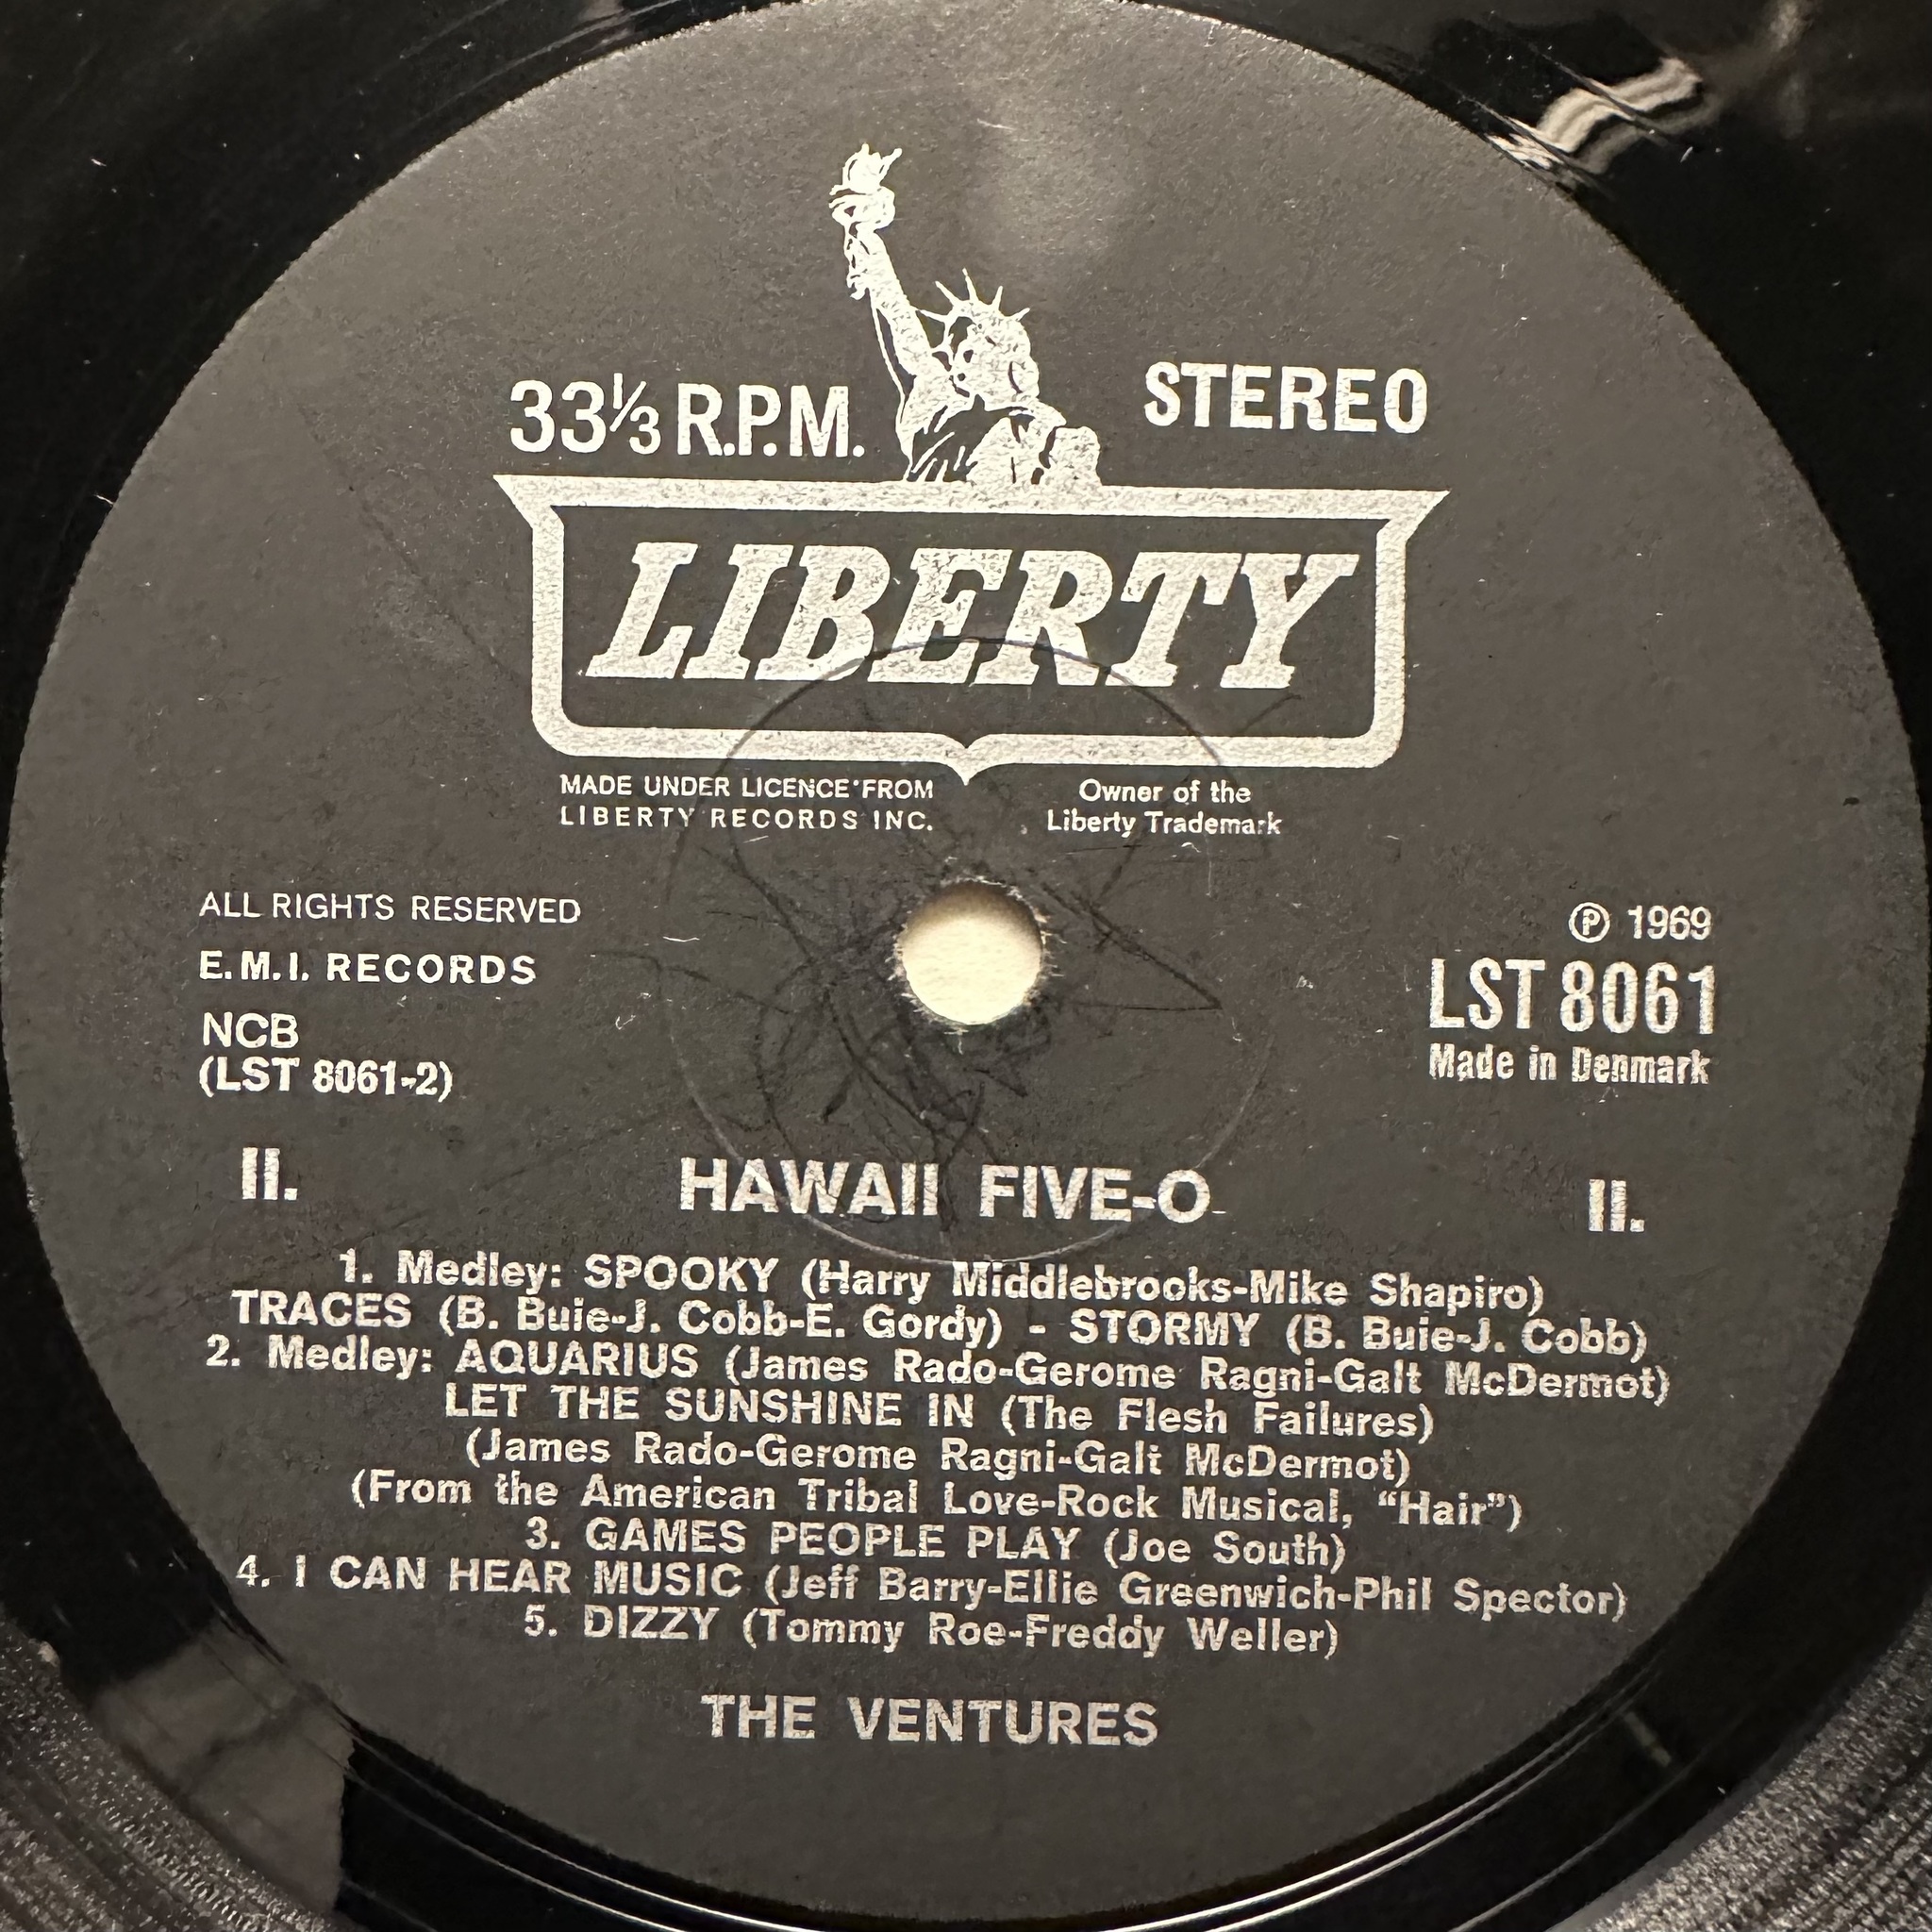 33⅓ R.P.M.
STEREO
LIBERTY
MADE UNDER LICENCE FROM
LIBERTY RECORDS INC.
Owner of the
Liberty Trademark
ALL RIGHTS RESERVED
E.M.I. RECORDS
NCB
(LST 8061-2)
℗ 1969
LST 8061
Made in Denmark
II.
HAWAII FIVE-O
II.
1. Medley: SPOOKY (Harry Middlebrooks-Mike Shapiro)
TRACES (B. Buie-J. Cobb-E. Gordy) - STORMY (B. Buie-J. Cobb)
2. Medley: AQUARIUS (James Rado-Gerome Ragni-Galt McDermot)
LET THE SUNSHINE IN (The Flesh Failures)
(James Rado-Gerome Ragni-Galt McDermot)
(From the American Tribal Love-Rock Musical, “Hair”)
3. GAMES PEOPLE PLAY (Joe South)
4. I CAN HEAR MUSIC (Jeff Barry-Ellie Greenwich-Phil Spector)
5. DIZZY (Tommy Roe-Freddy Weller)
THE VENTURES